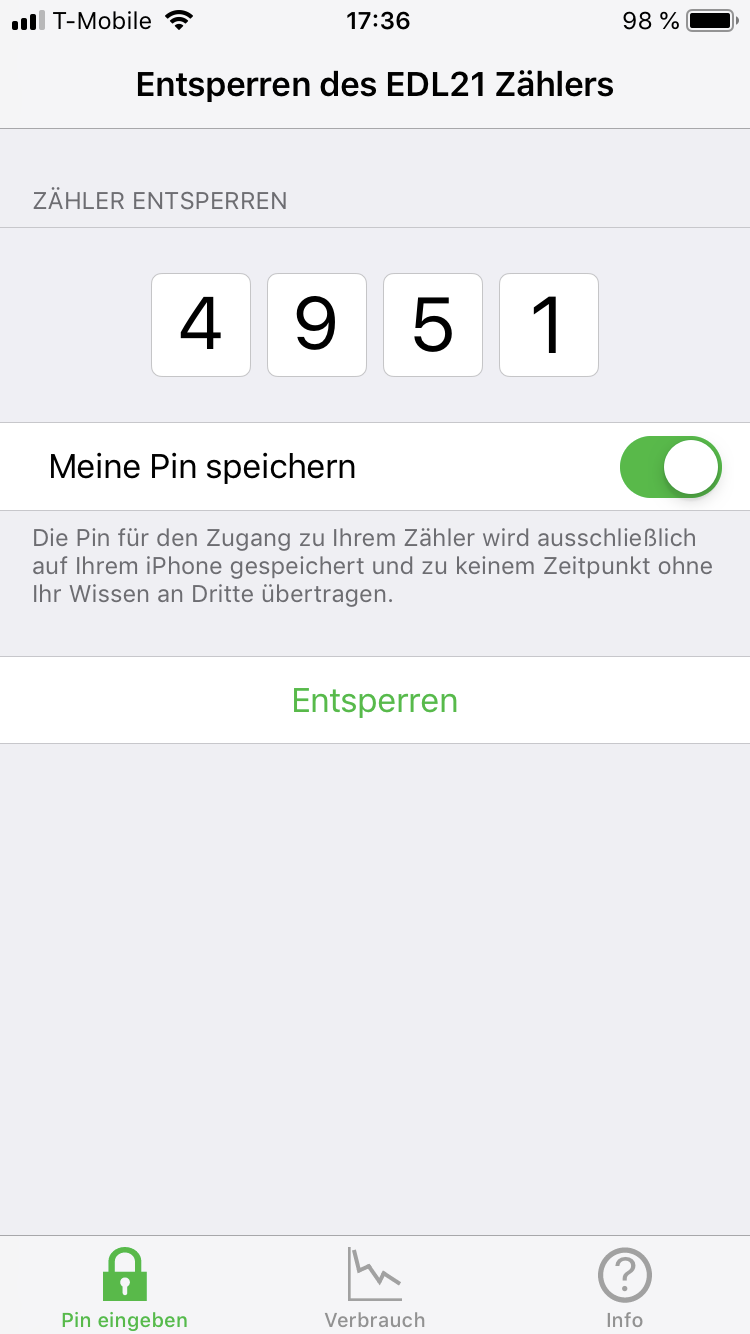 T-Mobile 17:36 98 %
Entsperren des EDL21 Zählers
ZÄHLER ENTSPERREN
4 9 5 1
Meine Pin speichern
Die Pin für den Zugang zu Ihrem Zähler wird ausschließlich
auf Ihrem iPhone gespeichert und zu keinem Zeitpunkt ohne
Ihr Wissen an Dritte übertragen.
Entsperren
Pin eingeben Verbrauch Info